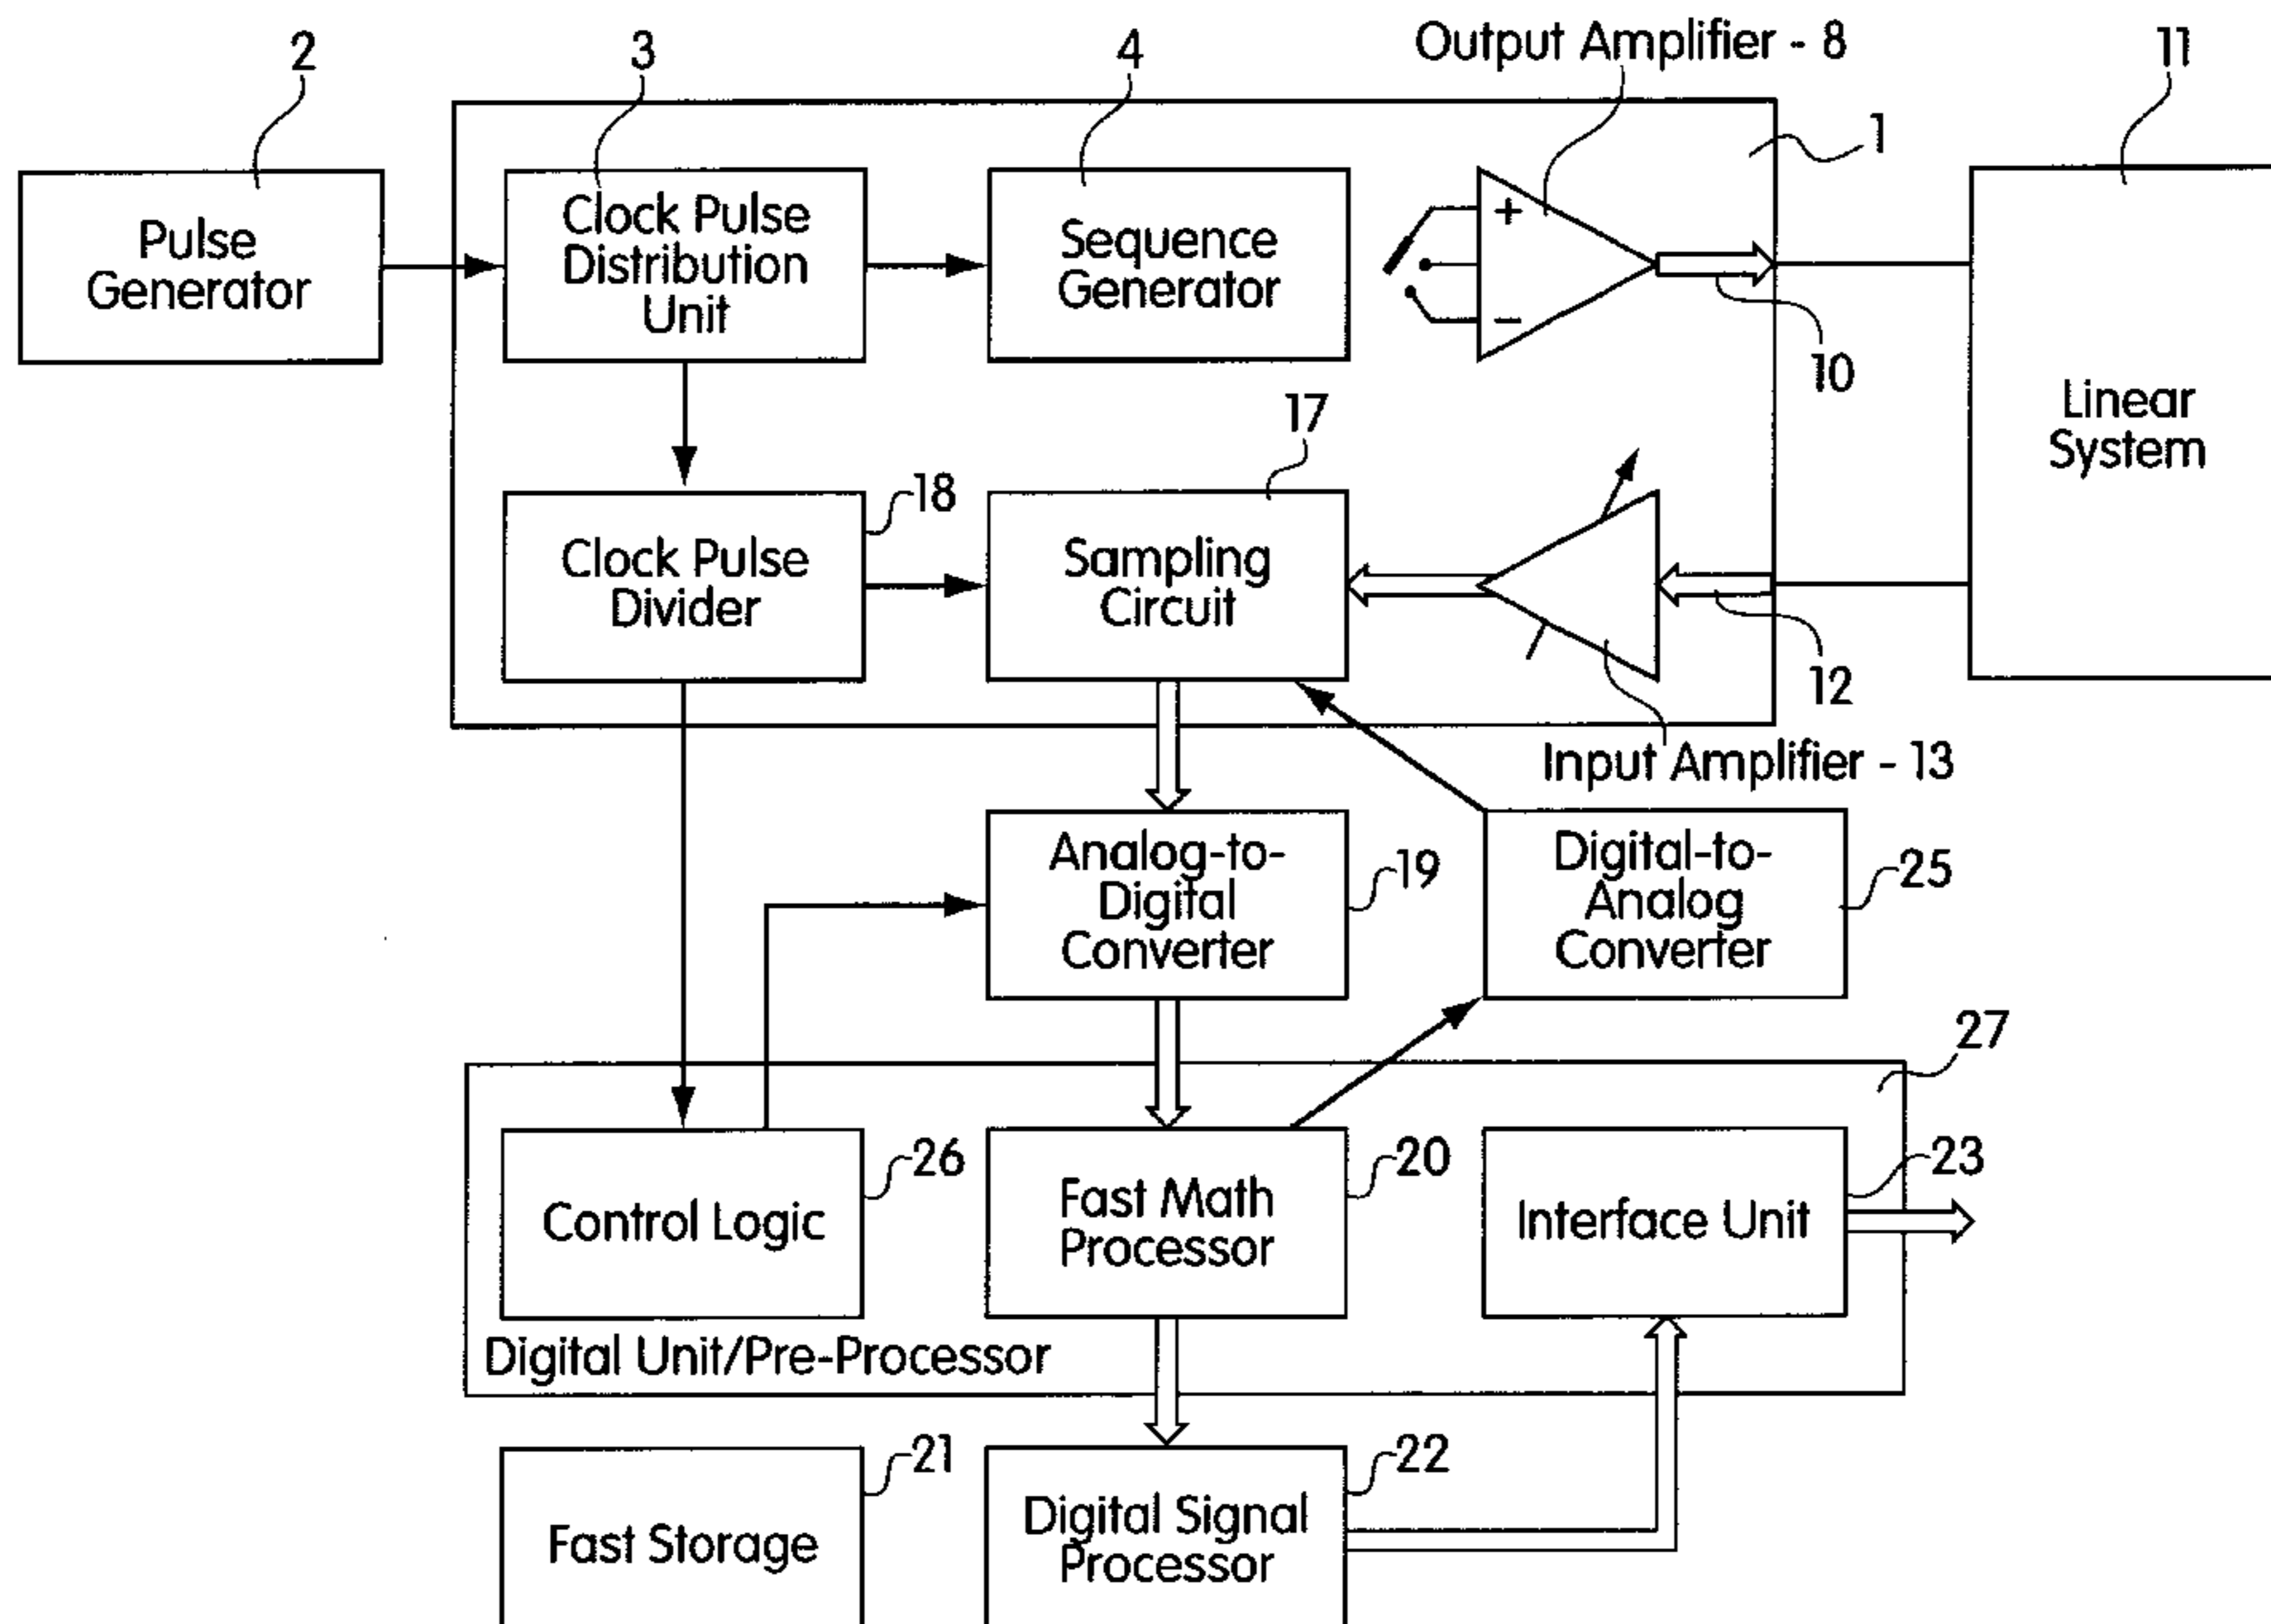 2
3
4
Output Amplifier - 8
11
1
Pulse
Generator
Clock Pulse
Distribution
Unit
Sequence
Generator
+
−
10
Linear
System
17
18
Clock Pulse
Divider
Sampling
Circuit
12
Input Amplifier - 13
Analog-to-
Digital
Converter
19
Digital-to-
Analog
Converter
25
27
Control Logic
26
Fast Math
Processor
20
Interface Unit
23
Digital Unit/Pre-Processor
Fast Storage
21
Digital Signal
Processor
22